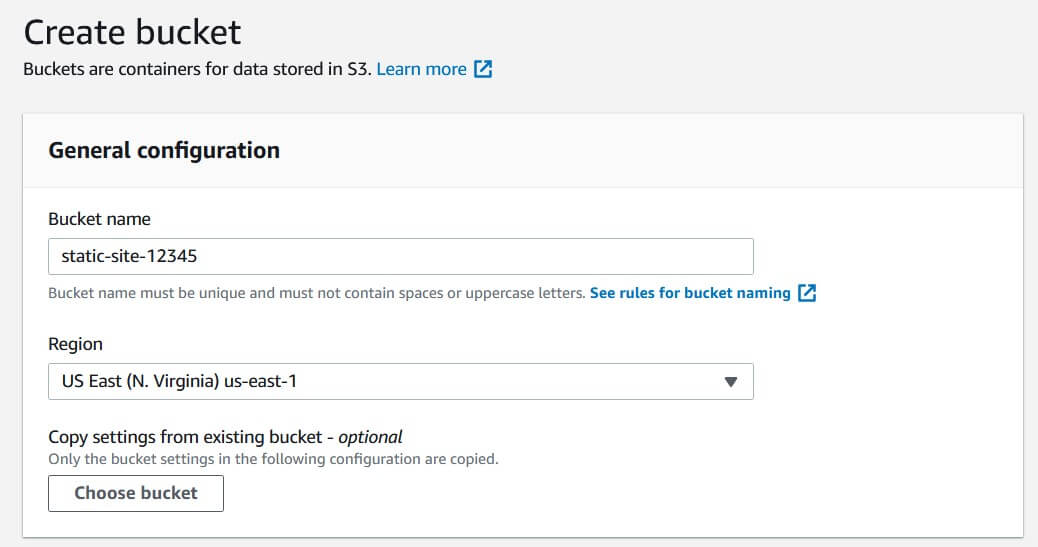 Create bucket
Buckets are containers for data stored in S3. Learn more
General configuration
Bucket name
static-site-12345
Bucket name must be unique and must not contain spaces or uppercase letters. See rules for bucket naming
Region
US East (N. Virginia) us-east-1
Copy settings from existing bucket - optional
Only the bucket settings in the following configuration are copied.
Choose bucket